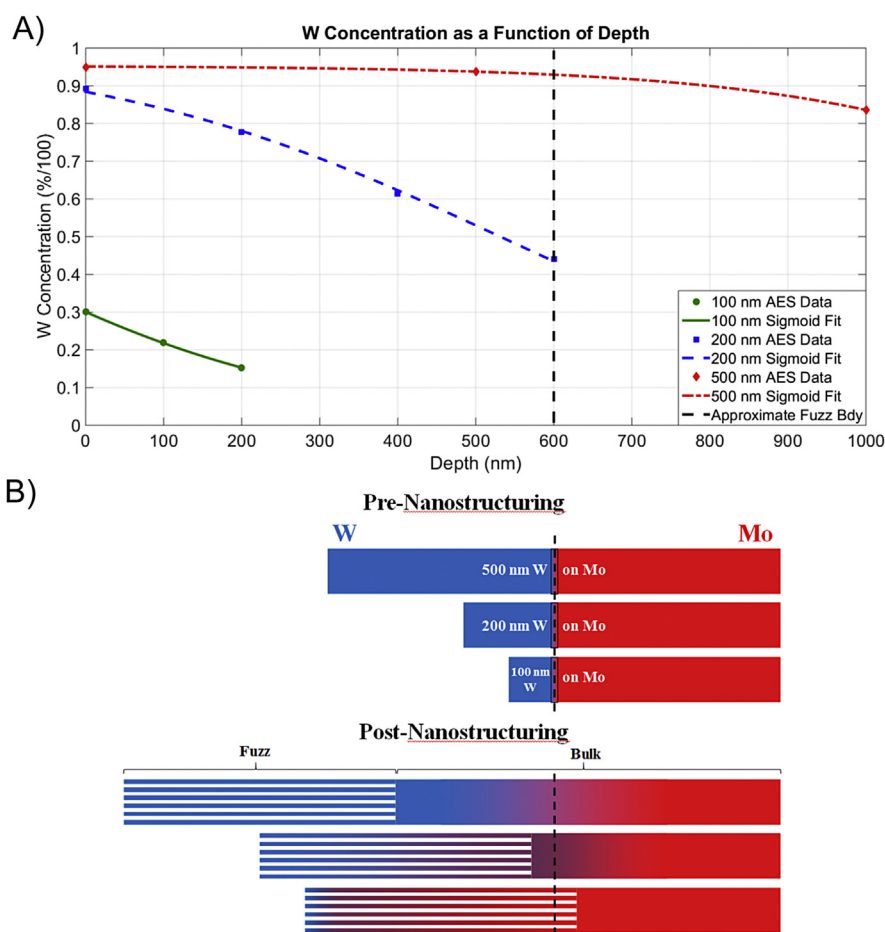 A)
W Concentration as a Function of Depth
1
0.9
0.8
0.7
0.6
0.5
0.4
0.3
0.2
0.1
0
W Concentration (%/100)
0 100 200 300 400 500 600 700 800 900 1000
Depth (nm)
100 nm AES Data
100 nm Sigmoid Fit
200 nm AES Data
200 nm Sigmoid Fit
500 nm AES Data
500 nm Sigmoid Fit
Approximate Fuzz Bdy
B)
Pre-Nanostructuring
W Mo
500 nm W on Mo
200 nm W on Mo
100 nm
W
on Mo
Post-Nanostructuring
Fuzz Bulk